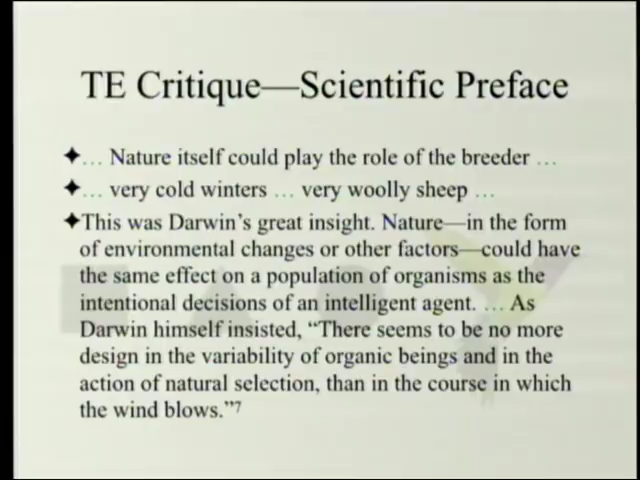 TE Critique—Scientific Preface
✦… Nature itself could play the role of the breeder …
✦… very cold winters … very woolly sheep …
✦This was Darwin’s great insight. Nature—in the form
of environmental changes or other factors—could have
the same effect on a population of organisms as the
intentional decisions of an intelligent agent. … As
Darwin himself insisted, “There seems to be no more
design in the variability of organic beings and in the
action of natural selection, than in the course in which
the wind blows.”⁷